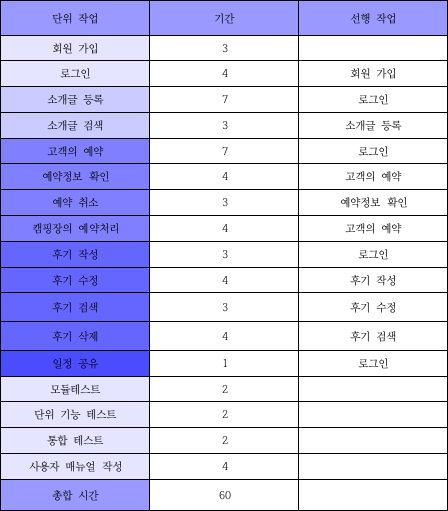 단위 작업 기간 선행 작업
회원 가입 3
로그인 4 회원 가입
소개글 등록 7 로그인
소개글 검색 3 소개글 등록
고객의 예약 7 로그인
예약정보 확인 4 고객의 예약
예약 취소 3 예약정보 확인
캠핑장의 예약처리 4 고객의 예약
후기 작성 3 로그인
후기 수정 4 후기 작성
후기 검색 3 후기 수정
후기 삭제 4 후기 검색
일정 공유 1 로그인
모듈테스트 2
단위 기능 테스트 2
통합 테스트 2
사용자 매뉴얼 작성 4
총합 시간 60